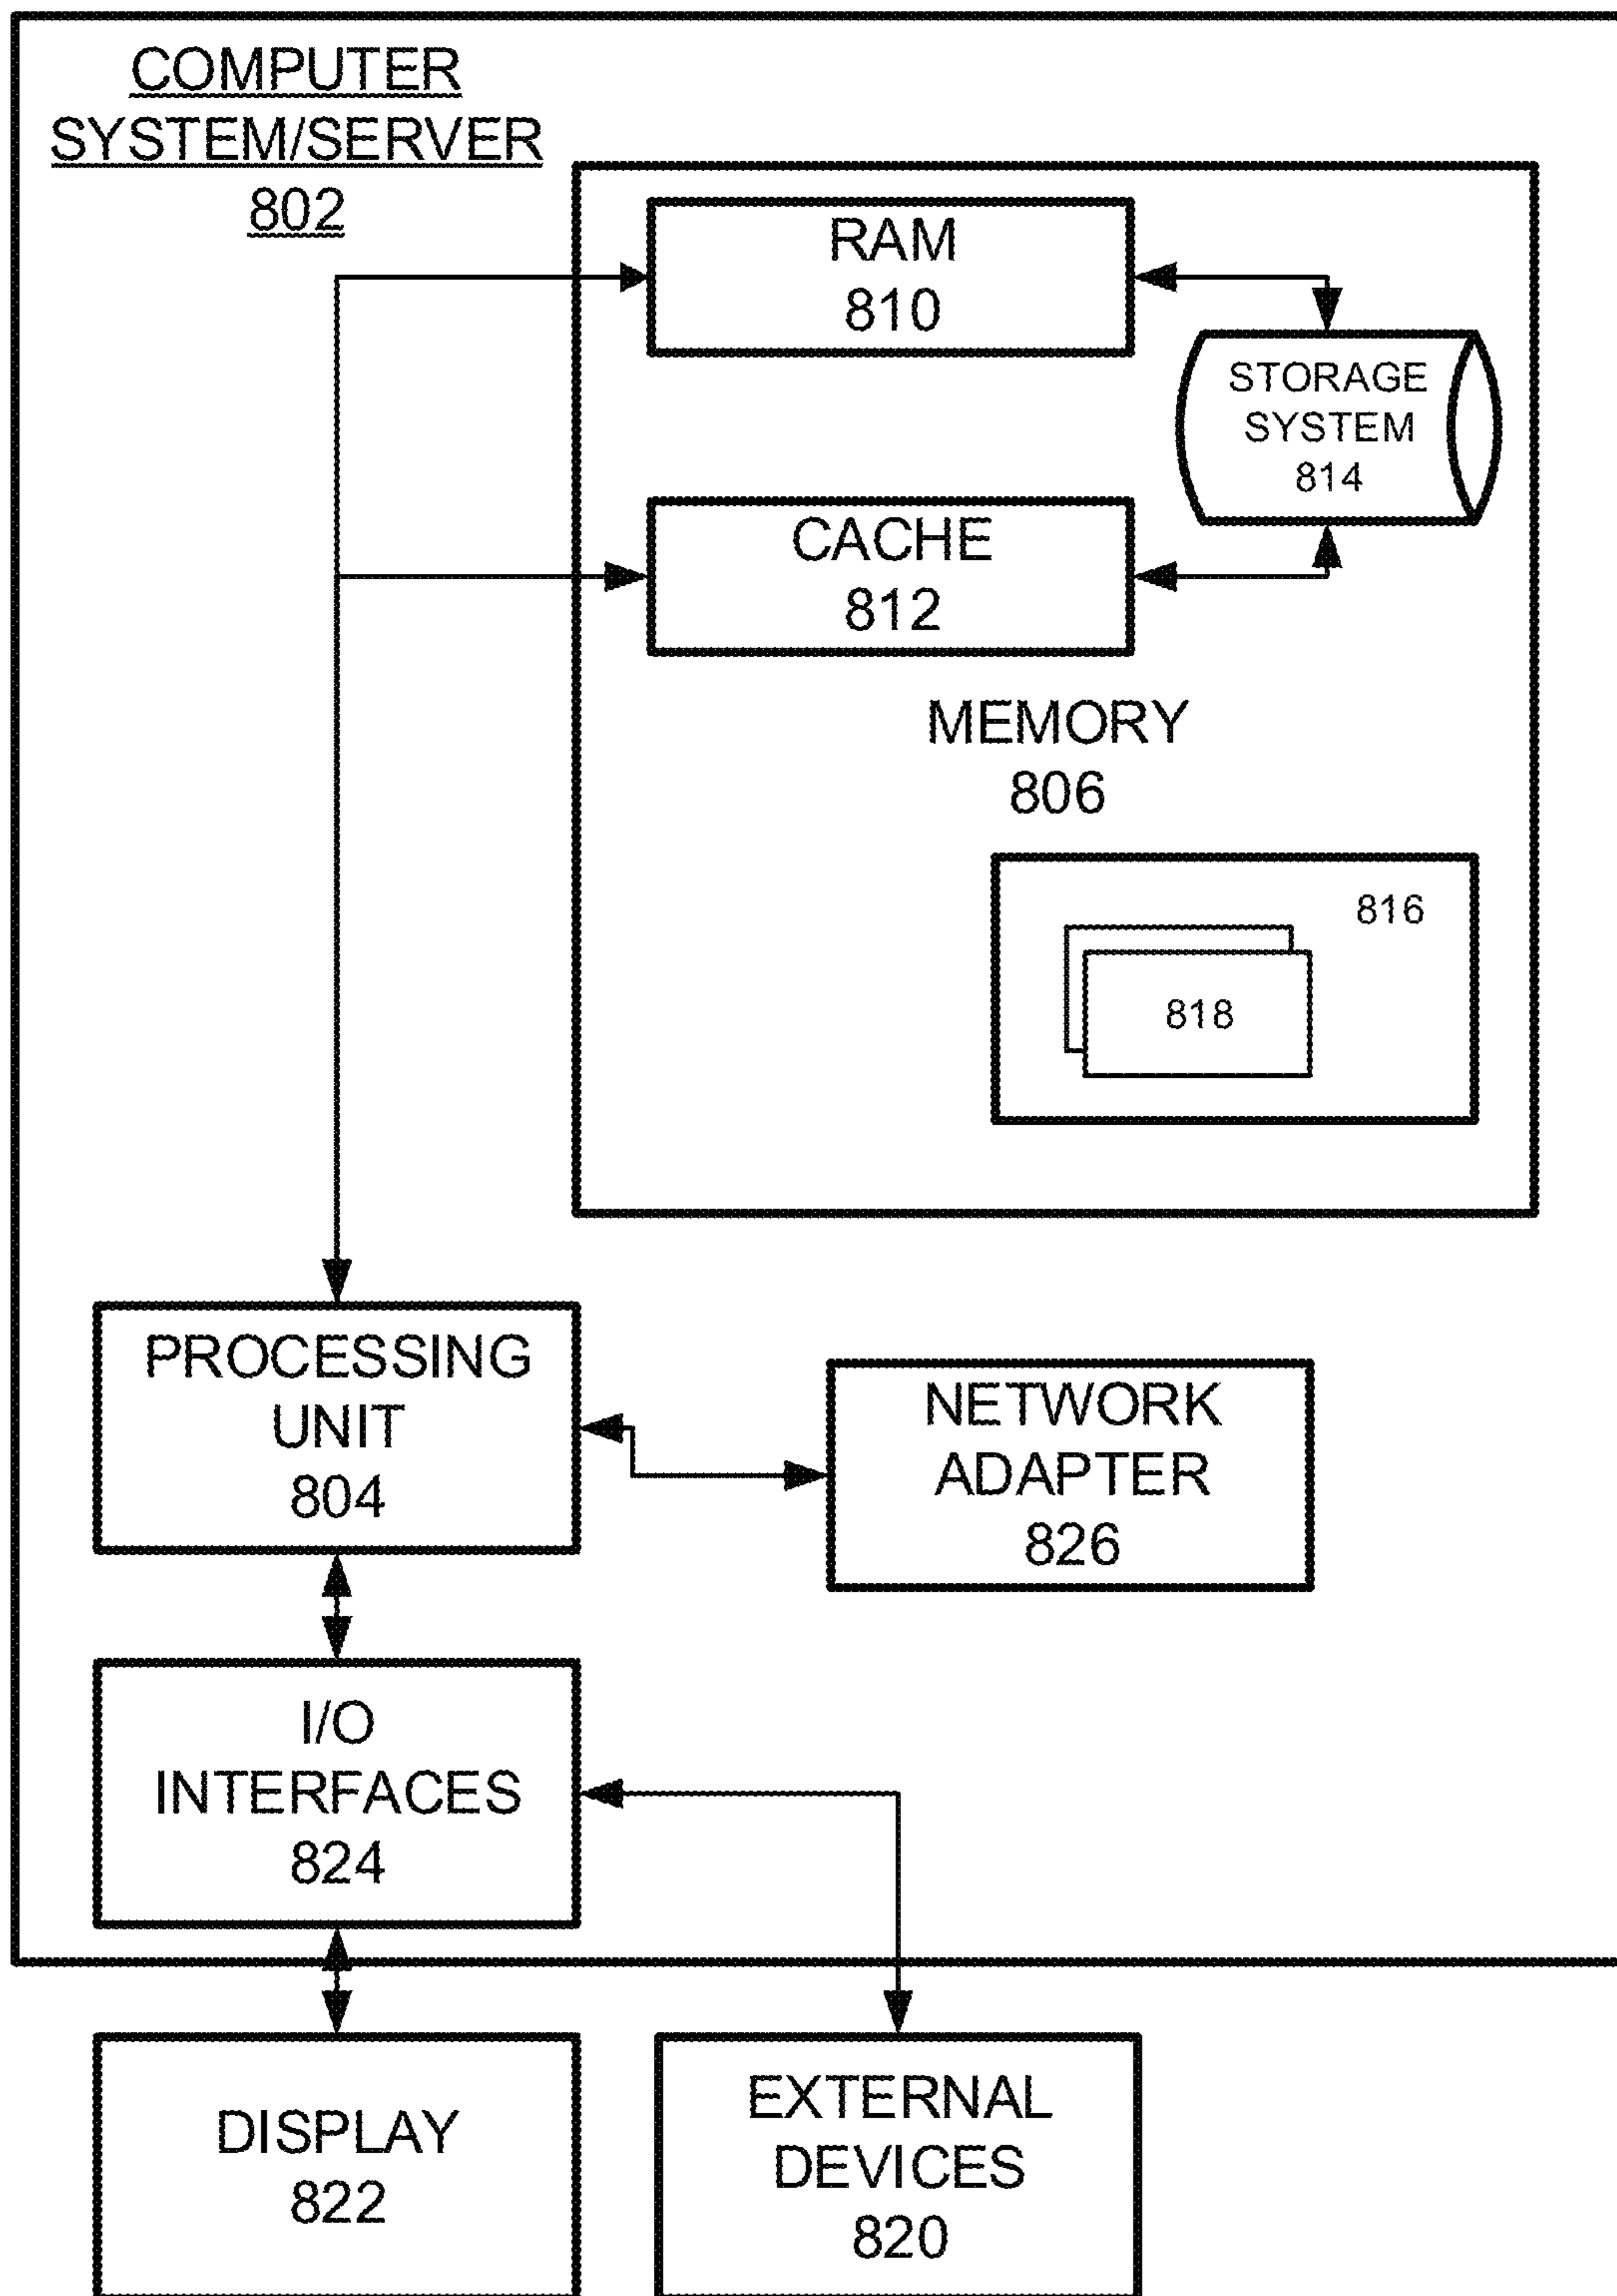 COMPUTER
SYSTEM/SERVER
802
RAM
810
STORAGE
SYSTEM
814
CACHE
812
MEMORY
806
816
818
PROCESSING
UNIT
804
NETWORK
ADAPTER
826
I/O
INTERFACES
824
DISPLAY
822
EXTERNAL
DEVICES
820